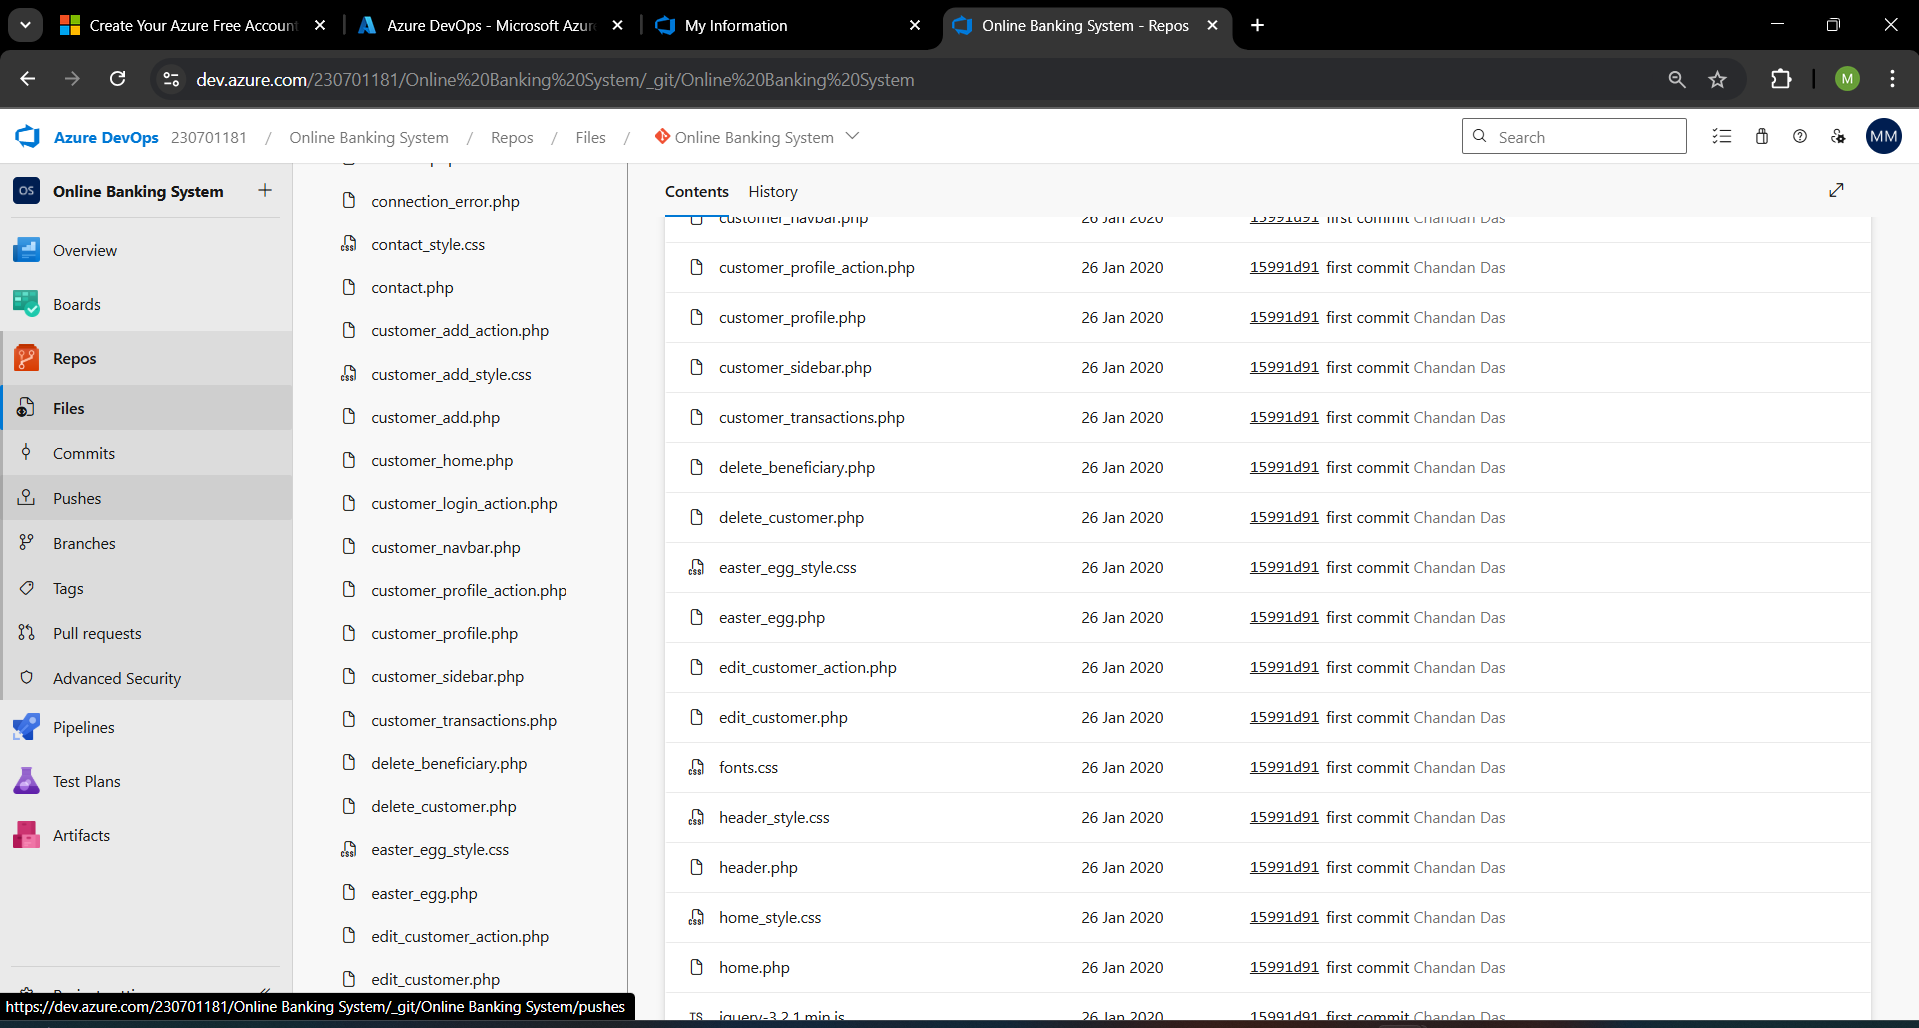 Create Your Azure Free Account
Azure DevOps - Microsoft Azure
My Information
Online Banking System - Repos
dev.azure.com/230701181/Online%20Banking%20System/_git/Online%20Banking%20System
M
Azure DevOps 230701181 / Online Banking System / Repos / Files / Online Banking System
Search
MM
OS Online Banking System +
Overview
Boards
Repos
Files
Commits
Pushes
Branches
Tags
Pull requests
Advanced Security
Pipelines
Test Plans
Artifacts
connection_error.php
contact_style.css
contact.php
customer_add_action.php
customer_add_style.css
customer_add.php
customer_home.php
customer_login_action.php
customer_navbar.php
customer_profile_action.php
customer_profile.php
customer_sidebar.php
customer_transactions.php
delete_beneficiary.php
delete_customer.php
easter_egg_style.css
easter_egg.php
edit_customer_action.php
edit_customer.php
Contents History
customer_navbar.php 26 Jan 2020 15991d91 first commit Chandan Das
customer_profile_action.php 26 Jan 2020 15991d91 first commit Chandan Das
customer_profile.php 26 Jan 2020 15991d91 first commit Chandan Das
customer_sidebar.php 26 Jan 2020 15991d91 first commit Chandan Das
customer_transactions.php 26 Jan 2020 15991d91 first commit Chandan Das
delete_beneficiary.php 26 Jan 2020 15991d91 first commit Chandan Das
delete_customer.php 26 Jan 2020 15991d91 first commit Chandan Das
easter_egg_style.css 26 Jan 2020 15991d91 first commit Chandan Das
easter_egg.php 26 Jan 2020 15991d91 first commit Chandan Das
edit_customer_action.php 26 Jan 2020 15991d91 first commit Chandan Das
edit_customer.php 26 Jan 2020 15991d91 first commit Chandan Das
fonts.css 26 Jan 2020 15991d91 first commit Chandan Das
header_style.css 26 Jan 2020 15991d91 first commit Chandan Das
header.php 26 Jan 2020 15991d91 first commit Chandan Das
home_style.css 26 Jan 2020 15991d91 first commit Chandan Das
home.php 26 Jan 2020 15991d91 first commit Chandan Das
TS jquery-3.2.1.min.js 26 Jan 2020 15991d91 first commit Chandan Das
https://dev.azure.com/230701181/Online Banking System/_git/Online Banking System/pushes